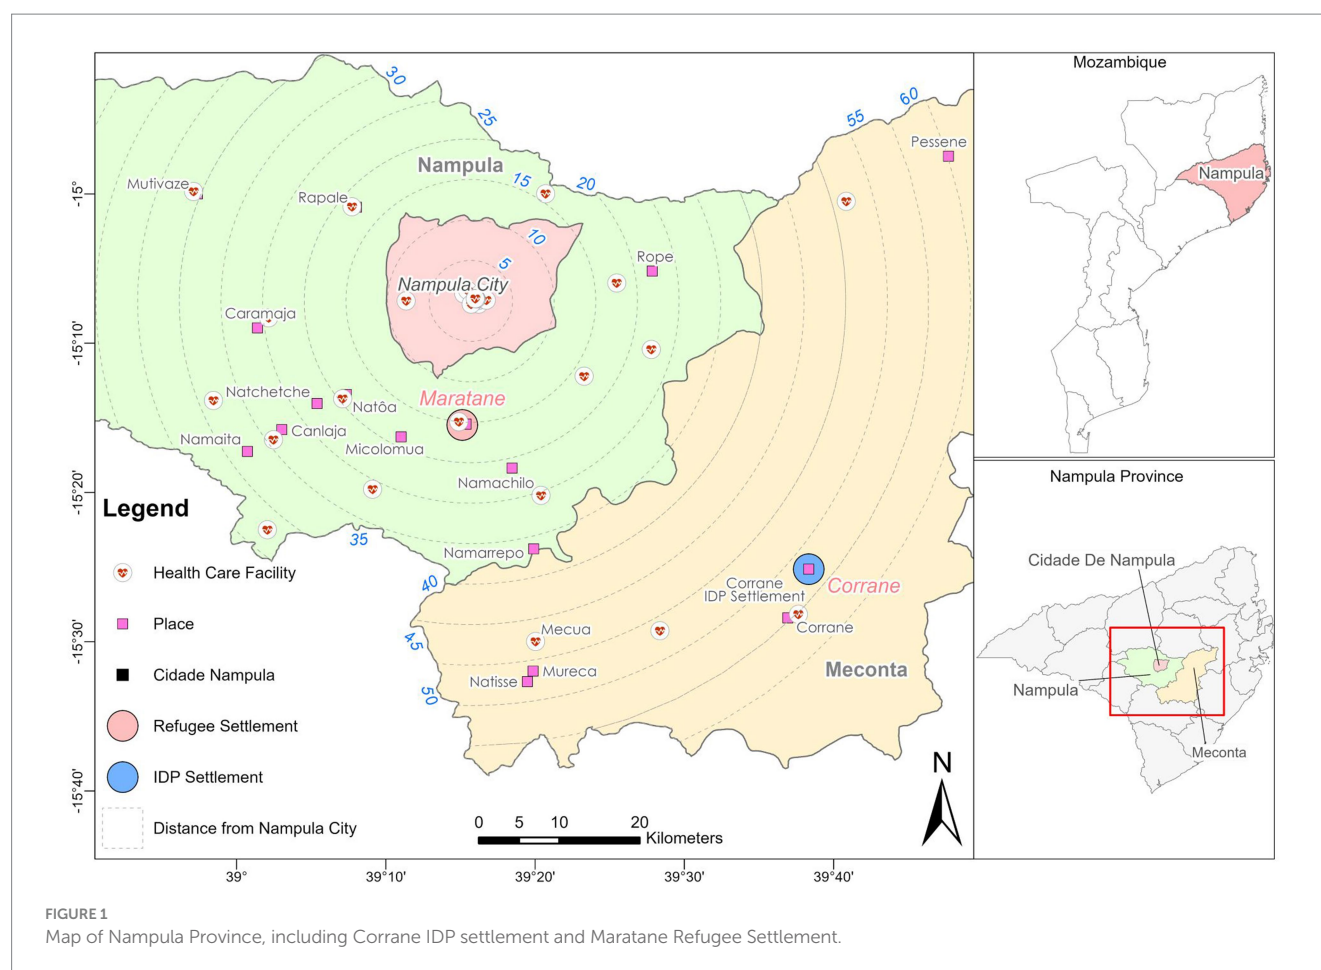 30
25
55
60
Pessene
Nampula
Mutivaze
Rapale
15
20
10
5
Rope
Nampula City
Caramaja
Natchetche
Natôa
Maratane
Namaita
Canlaja
Micolomua
Namachilo
35
Namarrepo
40
Corrane
IDP Settlement
Corrane
Corrane
45
Mecua
Mureca
Natisse
50
Meconta
-15°
-15°10'
-15°20'
-15°30'
-15°40'
Legend
Health Care Facility
Place
Cidade Nampula
Refugee Settlement
IDP Settlement
Distance from Nampula City
0 5 10 20
Kilometers
N
39° 39°10' 39°20' 39°30' 39°40'
Mozambique
Nampula
Nampula Province
Cidade De Nampula
Nampula
Meconta
FIGURE 1
Map of Nampula Province, including Corrane IDP settlement and Maratane Refugee Settlement.